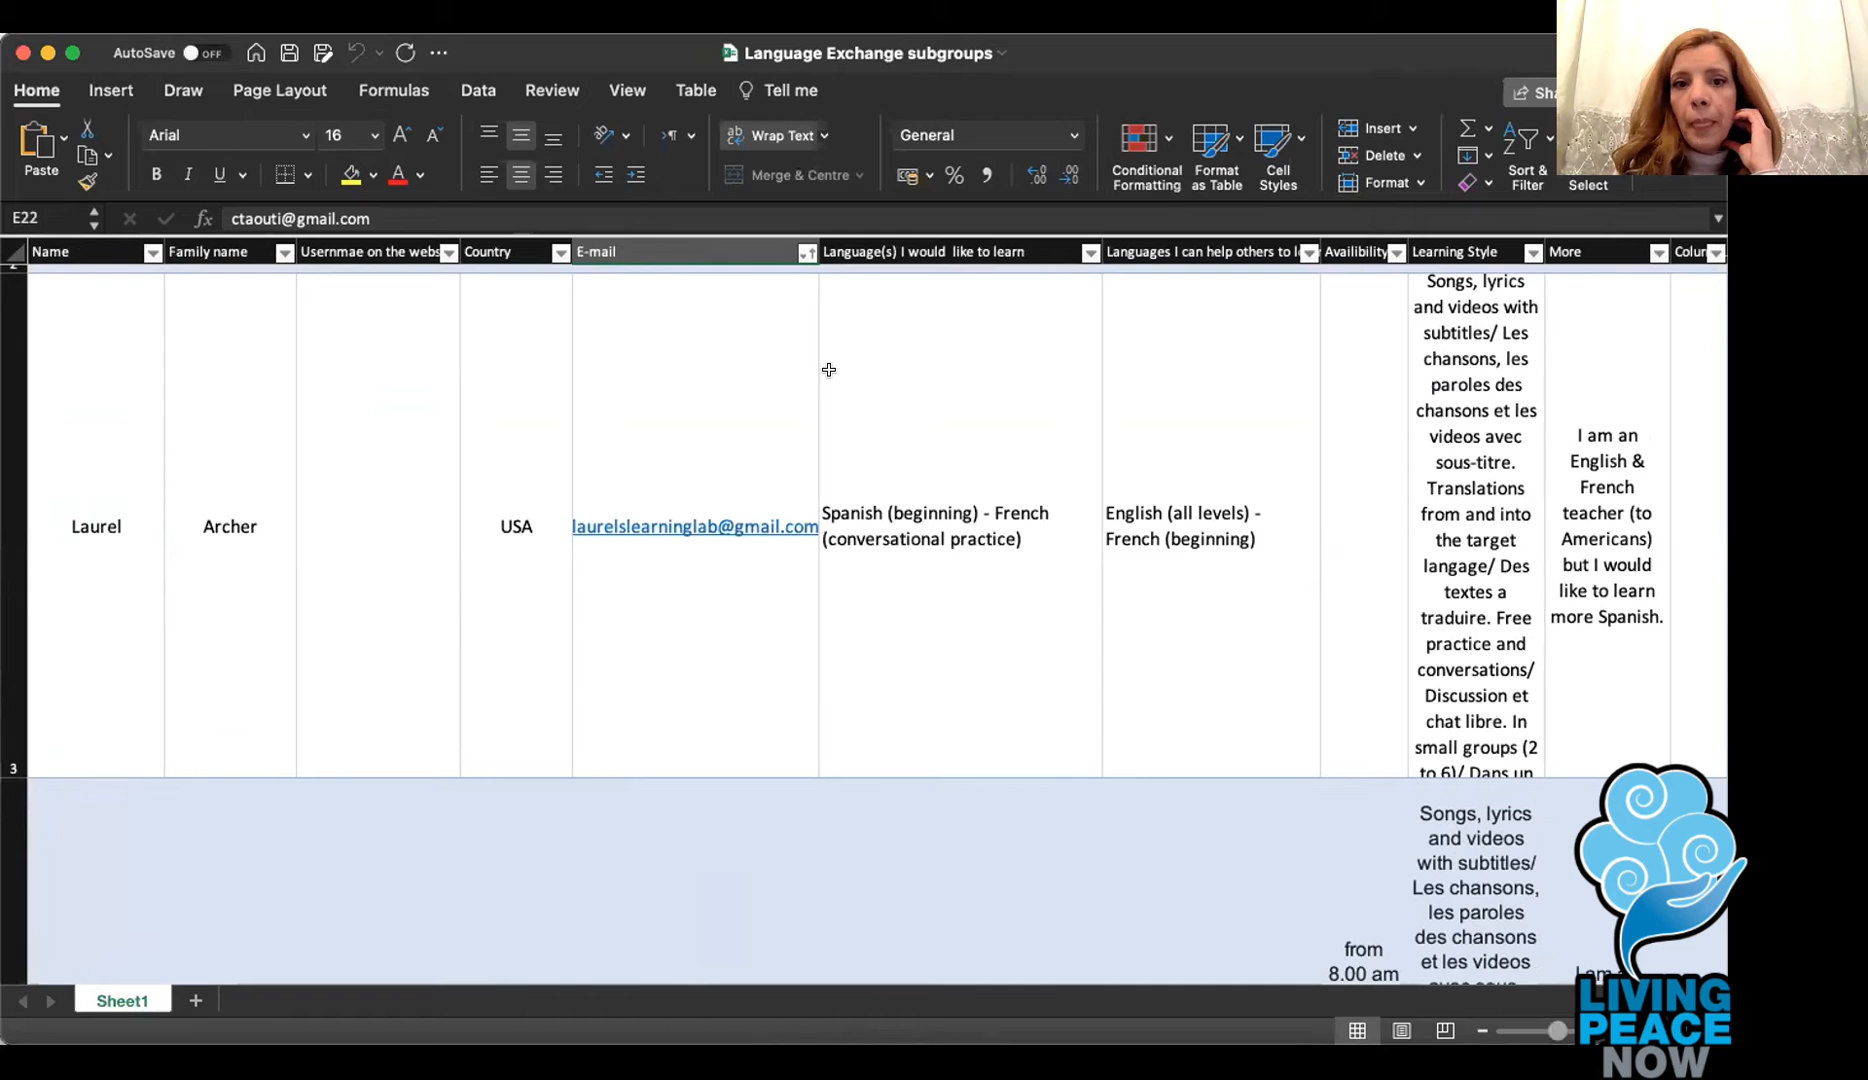 AutoSave OFF
Language Exchange subgroups
Home Insert Draw Page Layout Formulas Data Review View Table Tell me
Paste
Arial 16
B I U
Wrap Text
Merge & Centre
General
Conditional Formatting
Format as Table
Cell Styles
Insert
Delete
Format
Sort & Filter
Select
E22 fx ctaouti@gmail.com
Name Family name Usernmae on the webs Country E-mail Language(s) I would like to learn Languages I can help others to Availibility Learning Style More Colun
Laurel Archer USA laurelslearninglab@gmail.com
Spanish (beginning) - French
(conversational practice)
English (all levels) -
French (beginning)
Songs, lyrics
and videos with
subtitles/ Les
chansons, les
paroles des
chansons et les
videos avec
sous-titre.
Translations
from and into
the target
langage/ Des
textes a
traduire. Free
practice and
conversations/
Discussion et
chat libre. In
small groups (2
to 6)/ Dans un
I am an
English &
French
teacher (to
Americans)
but I would
like to learn
more Spanish.
3
from
8.00 am
Songs, lyrics
and videos
with subtitles/
Les chansons,
les paroles
des chansons
et les videos
Sheet1
LIVING
PEACE
NOW